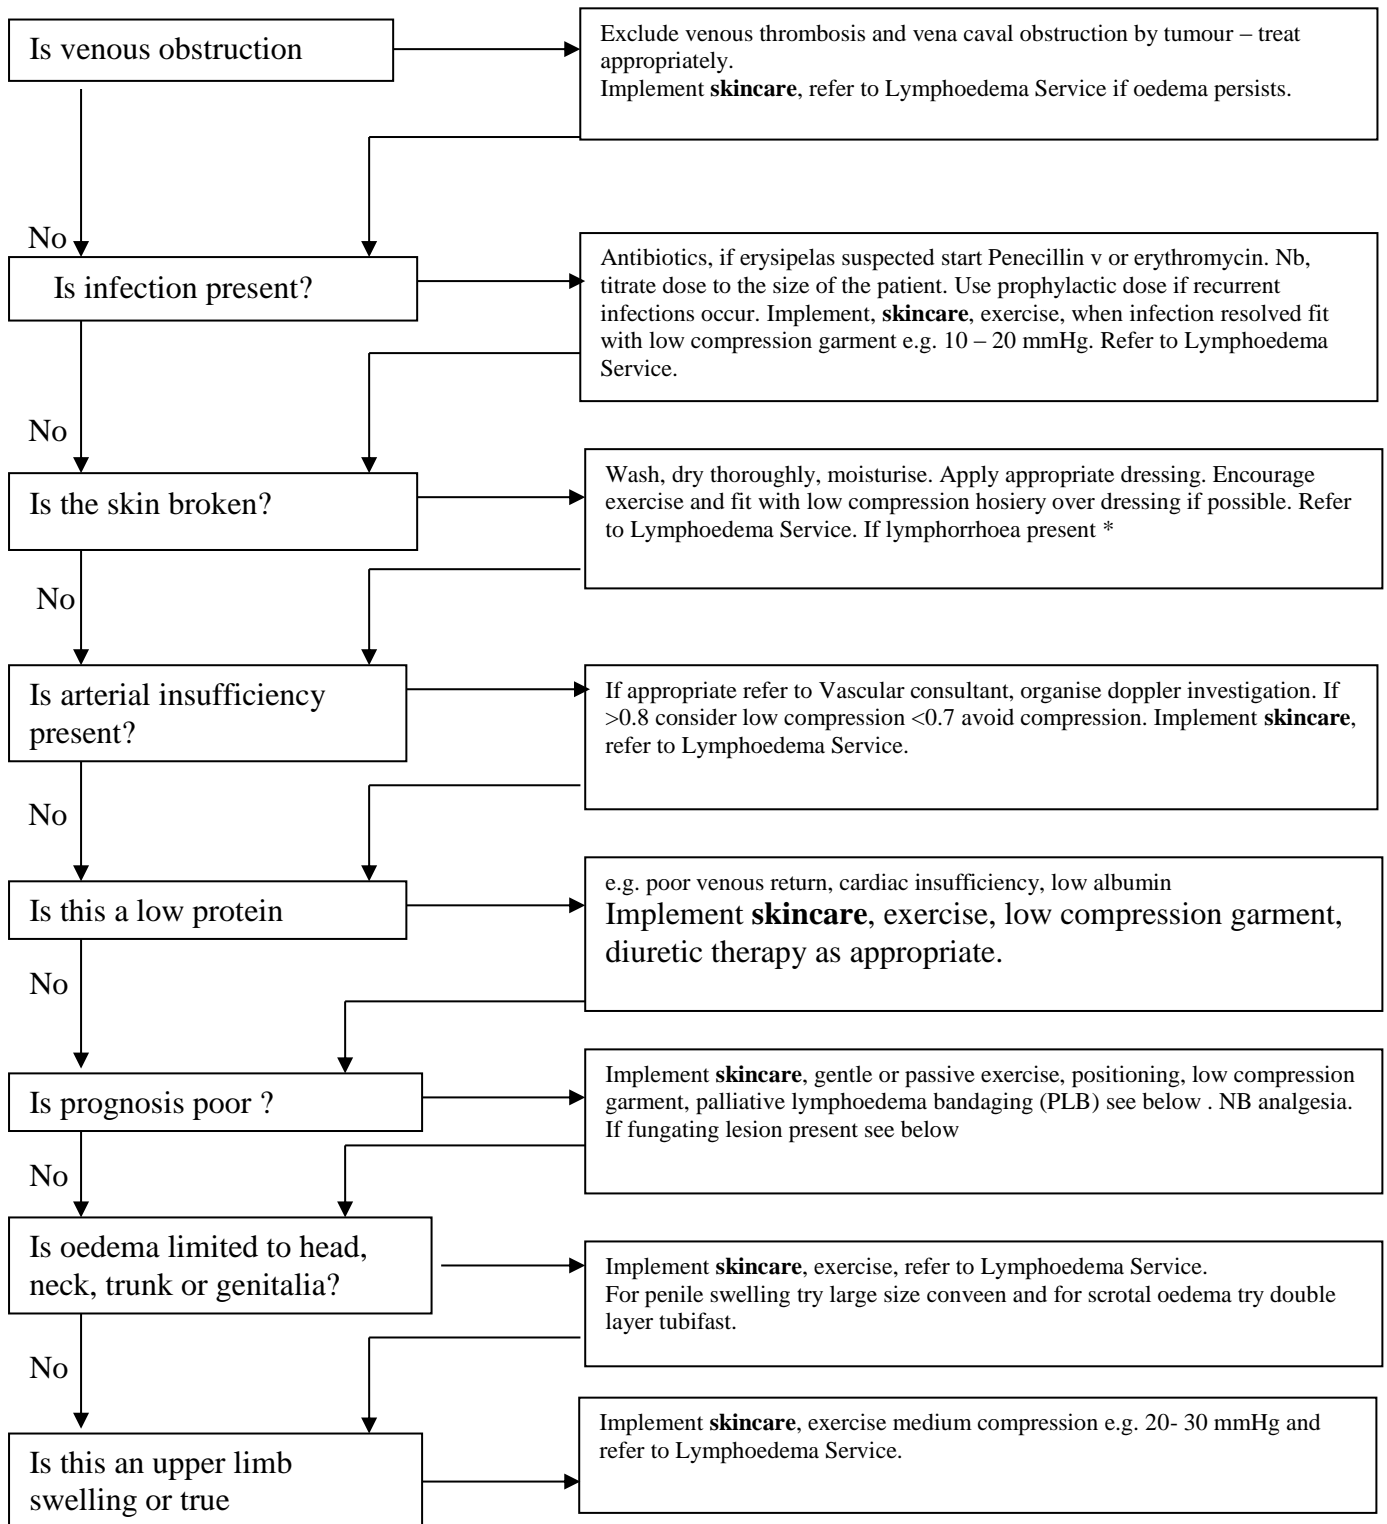 Is venous obstruction
Exclude venous thrombosis and vena caval obstruction by tumour – treat
appropriately.
Implement skincare, refer to Lymphoedema Service if oedema persists.
No
Is infection present?
Antibiotics, if erysipelas suspected start Penecillin v or erythromycin. Nb,
titrate dose to the size of the patient. Use prophylactic dose if recurrent
infections occur. Implement, skincare, exercise, when infection resolved fit
with low compression garment e.g. 10 – 20 mmHg. Refer to Lymphoedema
Service.
No
Is the skin broken?
Wash, dry thoroughly, moisturise. Apply appropriate dressing. Encourage
exercise and fit with low compression hosiery over dressing if possible. Refer
to Lymphoedema Service. If lymphorrhoea present *
No
Is arterial insufficiency
present?
If appropriate refer to Vascular consultant, organise doppler investigation. If
>0.8 consider low compression <0.7 avoid compression. Implement skincare,
refer to Lymphoedema Service.
No
Is this a low protein
e.g. poor venous return, cardiac insufficiency, low albumin
Implement skincare, exercise, low compression garment,
diuretic therapy as appropriate.
No
Is prognosis poor ?
Implement skincare, gentle or passive exercise, positioning, low compression
garment, palliative lymphoedema bandaging (PLB) see below . NB analgesia.
If fungating lesion present see below
No
Is oedema limited to head,
neck, trunk or genitalia?
Implement skincare, exercise, refer to Lymphoedema Service.
For penile swelling try large size conveen and for scrotal oedema try double
layer tubifast.
No
Is this an upper limb
swelling or true
Implement skincare, exercise medium compression e.g. 20- 30 mmHg and
refer to Lymphoedema Service.